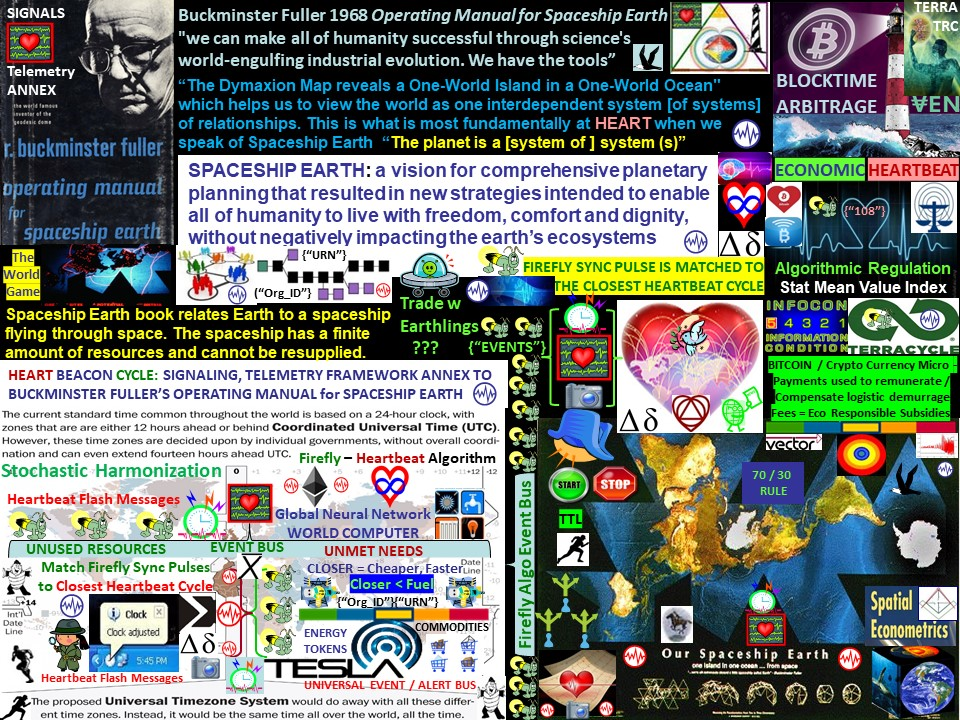 SIGNALS
Telemetry
ANNEX
the world famous
inventor of the
geodesic dome
r. buckminster fuller
operating manual
for
spaceship earth
Buckminster Fuller 1968 Operating Manual for Spaceship Earth
"we can make all of humanity successful through science's
world-engulfing industrial evolution. We have the tools”
“The Dymaxion Map reveals a One-World Island in a One-World Ocean"
which helps us to view the world as one interdependent system [of systems]
of relationships. This is what is most fundamentally at HEART when we
speak of Spaceship Earth “The planet is a [system of ] system (s)”
BLOCKTIME
ARBITRAGE
TERRA
TRC
∀EN
SPACESHIP EARTH: a vision for comprehensive planetary
planning that resulted in new strategies intended to enable
all of humanity to live with freedom, comfort and dignity,
without negatively impacting the earth’s ecosystems
Δδ
ECONOMIC HEARTBEAT
{“108”}
Algorithmic Regulation
Stat Mean Value Index
The
World
Game
{“URN”}
(“Org_ID”}
FIREFLY SYNC PULSE IS MATCHED TO
THE CLOSEST HEARTBEAT CYCLE
Trade w
Earthlings
???
{“EVENTS”}
Spaceship Earth book relates Earth to a spaceship
flying through space. The spaceship has a finite
amount of resources and cannot be resupplied.
INFOCON
5 4 3 2 1
INFORMATION
CONDITION
TERRACYCLE
BITCOIN / Crypto Currency Micro –
Payments used to remunerate /
Compensate logistic demurrage
Fees = Eco Responsible Subsidies
Δδ
HEART BEACON CYCLE: SIGNALING, TELEMETRY FRAMEWORK ANNEX TO
BUCKMINSTER FULLER’S OPERATING MANUAL for SPACESHIP EARTH
The current standard time common throughout the world is based on a 24-hour clock, with
zones that are are either 12 hours ahead or behind Coordinated Universal Time (UTC).
However, these time zones are decided upon by individual governments, without overall coordi-
nation and can even extend fourteen hours ahead UTC.
Firefly – Heartbeat Algorithm
Stochastic Harmonization
0
+11 +12 -12
Heartbeat Flash Messages
Global Neural Network
WORLD COMPUTER
vector
70 / 30
RULE
START
STOP
TTL
Firefly Algo Event Bus
UNUSED RESOURCES
EVENT BUS
UNMET NEEDS
Match Firefly Sync Pulses
to Closest Heartbeat Cycle
X
CLOSER = Cheaper, Faster
Date
Line
Closer < Fuel
{“Org_ID”}{“URN”}
+14
Int'l
Date
Line
Clock
Clock adjusted
5:45 PM
Δδ
COMMODITIES
ENERGY
TOKENS
TESLA
Heartbeat Flash Messages
UNIVERSAL EVENT / ALERT BUS
The proposed Universal Timezone System would do away with all these differ-
ent time zones. Instead, it would be the same time all over the world, all the time.
Spatial
Econometrics
Our Spaceship Earth
one island in one ocean ... from space